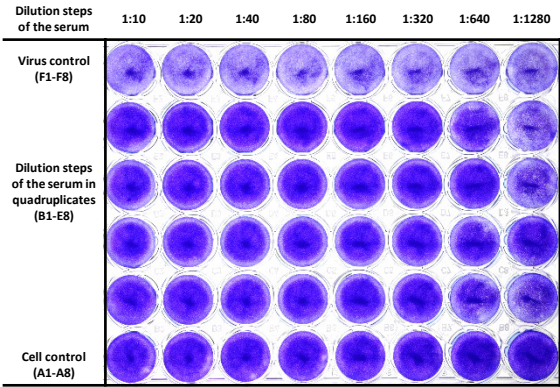 Dilution steps
of the serum
1:10 1:20 1:40 1:80 1:160 1:320 1:640 1:1280
Virus control
(F1-F8)
Dilution steps
of the serum in
quadruplicates
(B1-E8)
Cell control
(A1-A8)